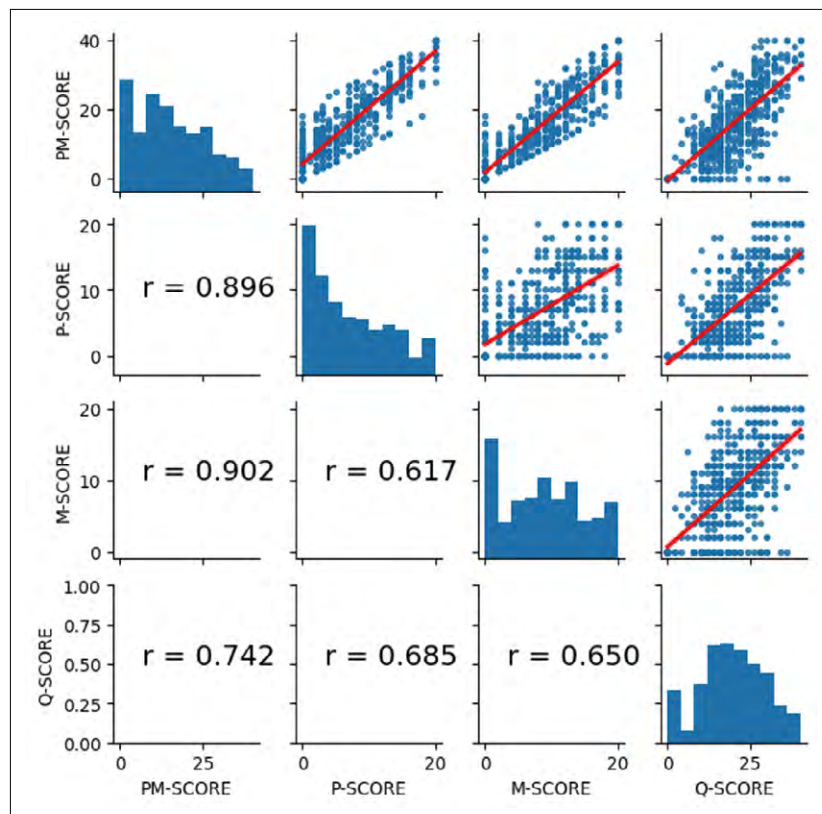 40
20
0
PM-SCORE
20
10
0
P-SCORE
r = 0.896
20
10
0
M-SCORE
r = 0.902
r = 0.617
1.00
0.75
0.50
0.25
0.00
Q-SCORE
r = 0.742
r = 0.685
r = 0.650
0 25
0 20
0 20
0 25
PM-SCORE
P-SCORE
M-SCORE
Q-SCORE